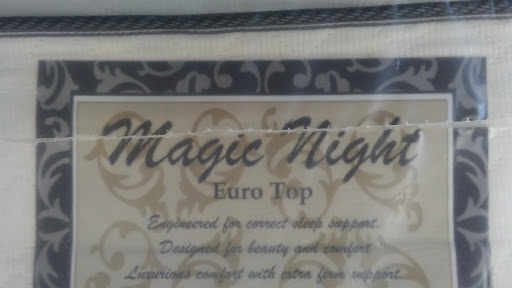 Magic Night
Euro Top
Engineered for correct sleep support.
Designed for beauty and comfort
Luxurious comfort with extra firm support